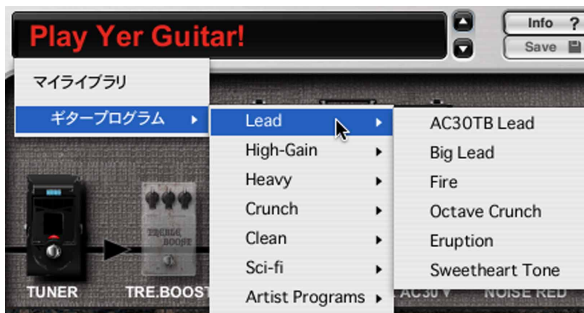 Play Yer Guitar!
Info ?
Save
マイライブラリ
ギタープログラム
Lead
High-Gain
Heavy
Crunch
Clean
Sci-fi
Artist Programs
AC30TB Lead
Big Lead
Fire
Octave Crunch
Eruption
Sweetheart Tone
TREBLE
BOOST
TUNER
TRE.BOOST
AC30
NOISE RED